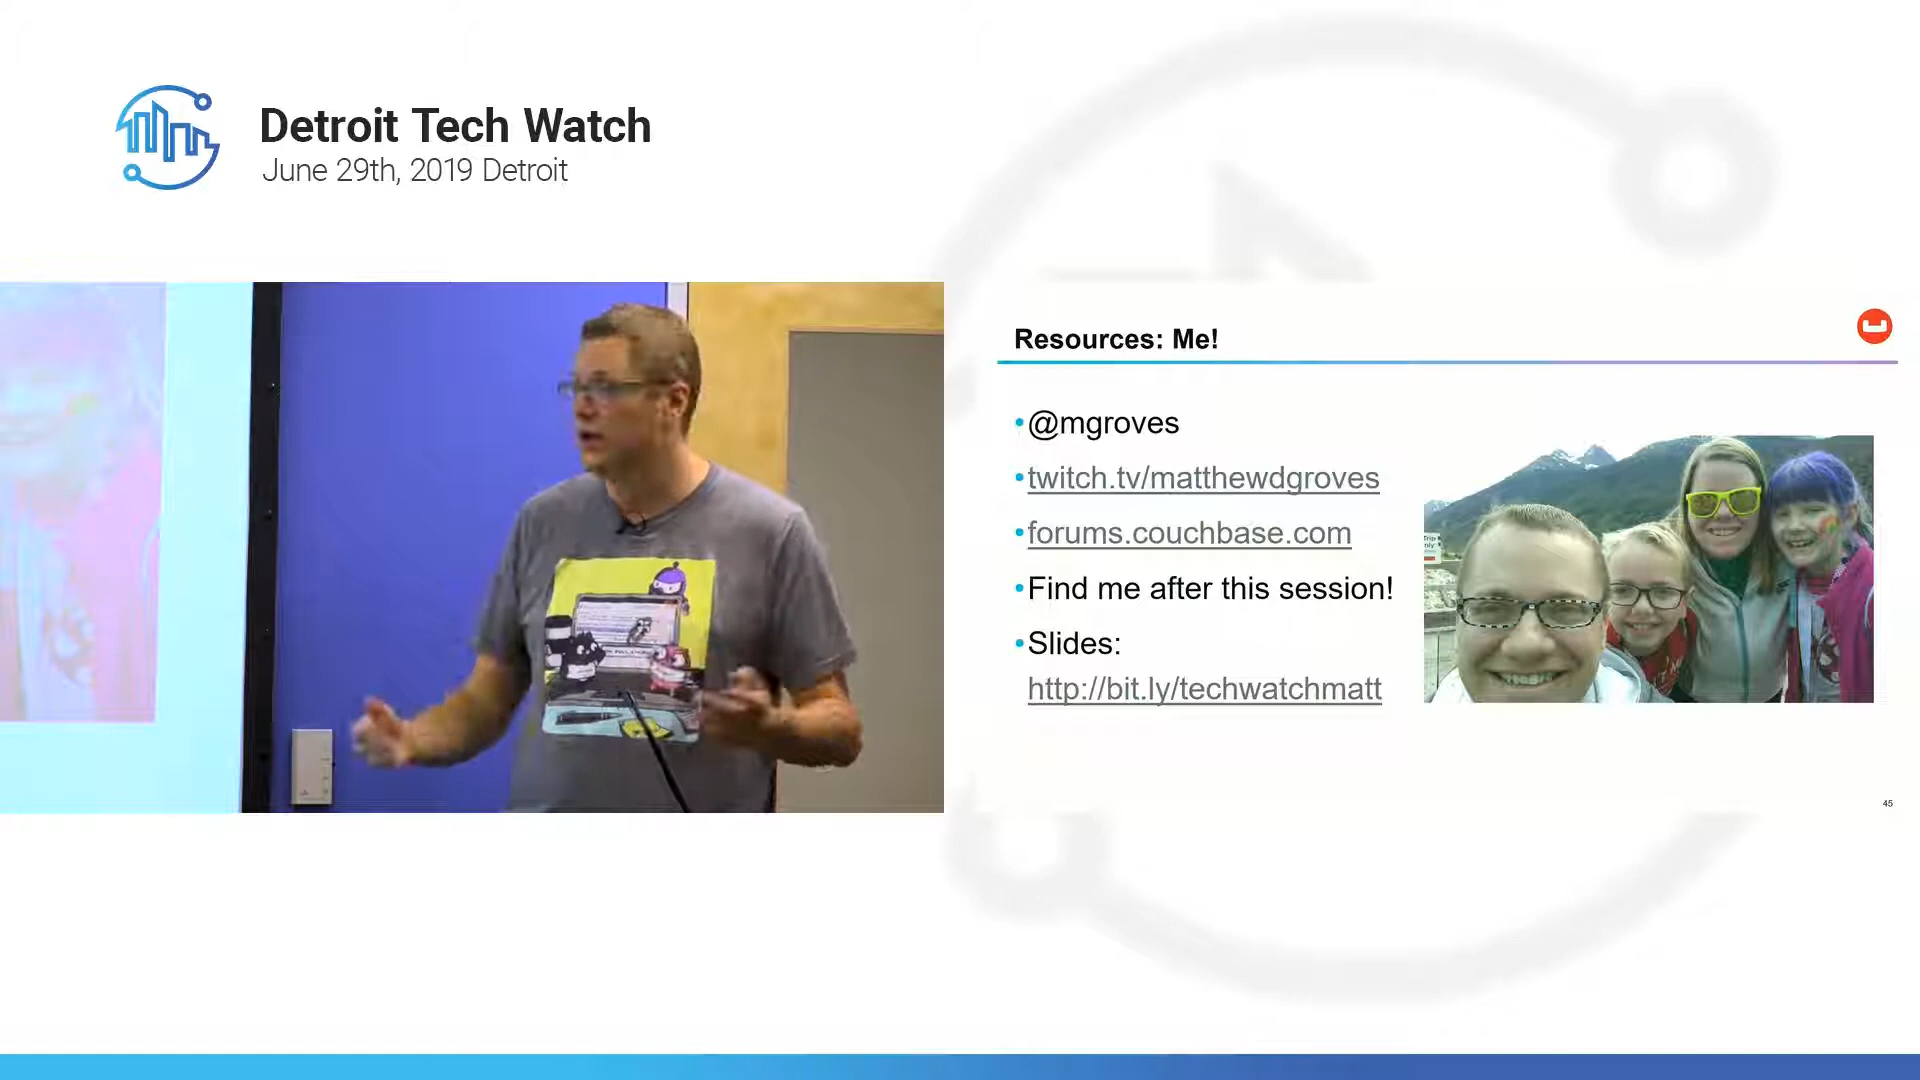 Detroit Tech Watch
June 29th, 2019 Detroit
Resources: Me!
•@mgroves
•twitch.tv/matthewdgroves
•forums.couchbase.com
•Find me after this session!
•Slides:
http://bit.ly/techwatchmatt
45